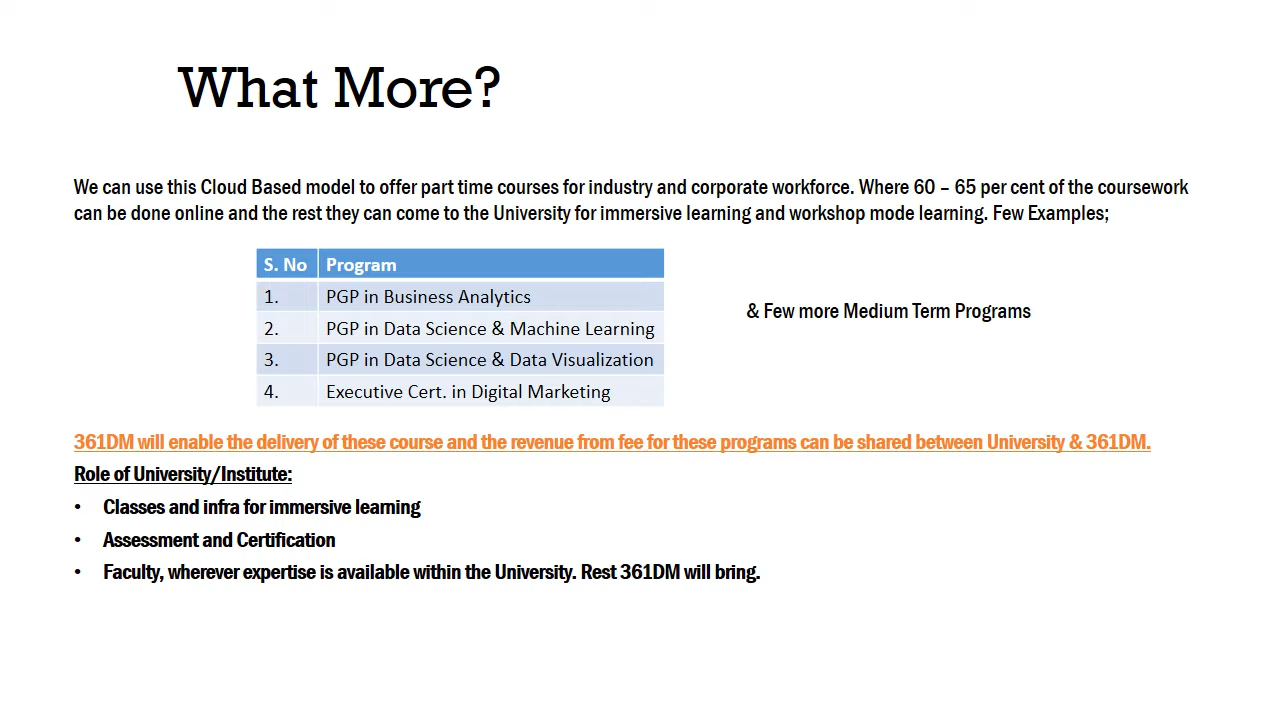 What More?
We can use this Cloud Based model to offer part time courses for industry and corporate workforce. Where 60 – 65 per cent of the coursework
can be done online and the rest they can come to the University for immersive learning and workshop mode learning. Few Examples;
S. No Program
1. PGP in Business Analytics
2. PGP in Data Science & Machine Learning
3. PGP in Data Science & Data Visualization
4. Executive Cert. in Digital Marketing
& Few more Medium Term Programs
361DM will enable the delivery of these course and the revenue from fee for these programs can be shared between University & 361DM.
Role of University/Institute:
• Classes and infra for immersive learning
• Assessment and Certification
• Faculty, wherever expertise is available within the University. Rest 361DM will bring.